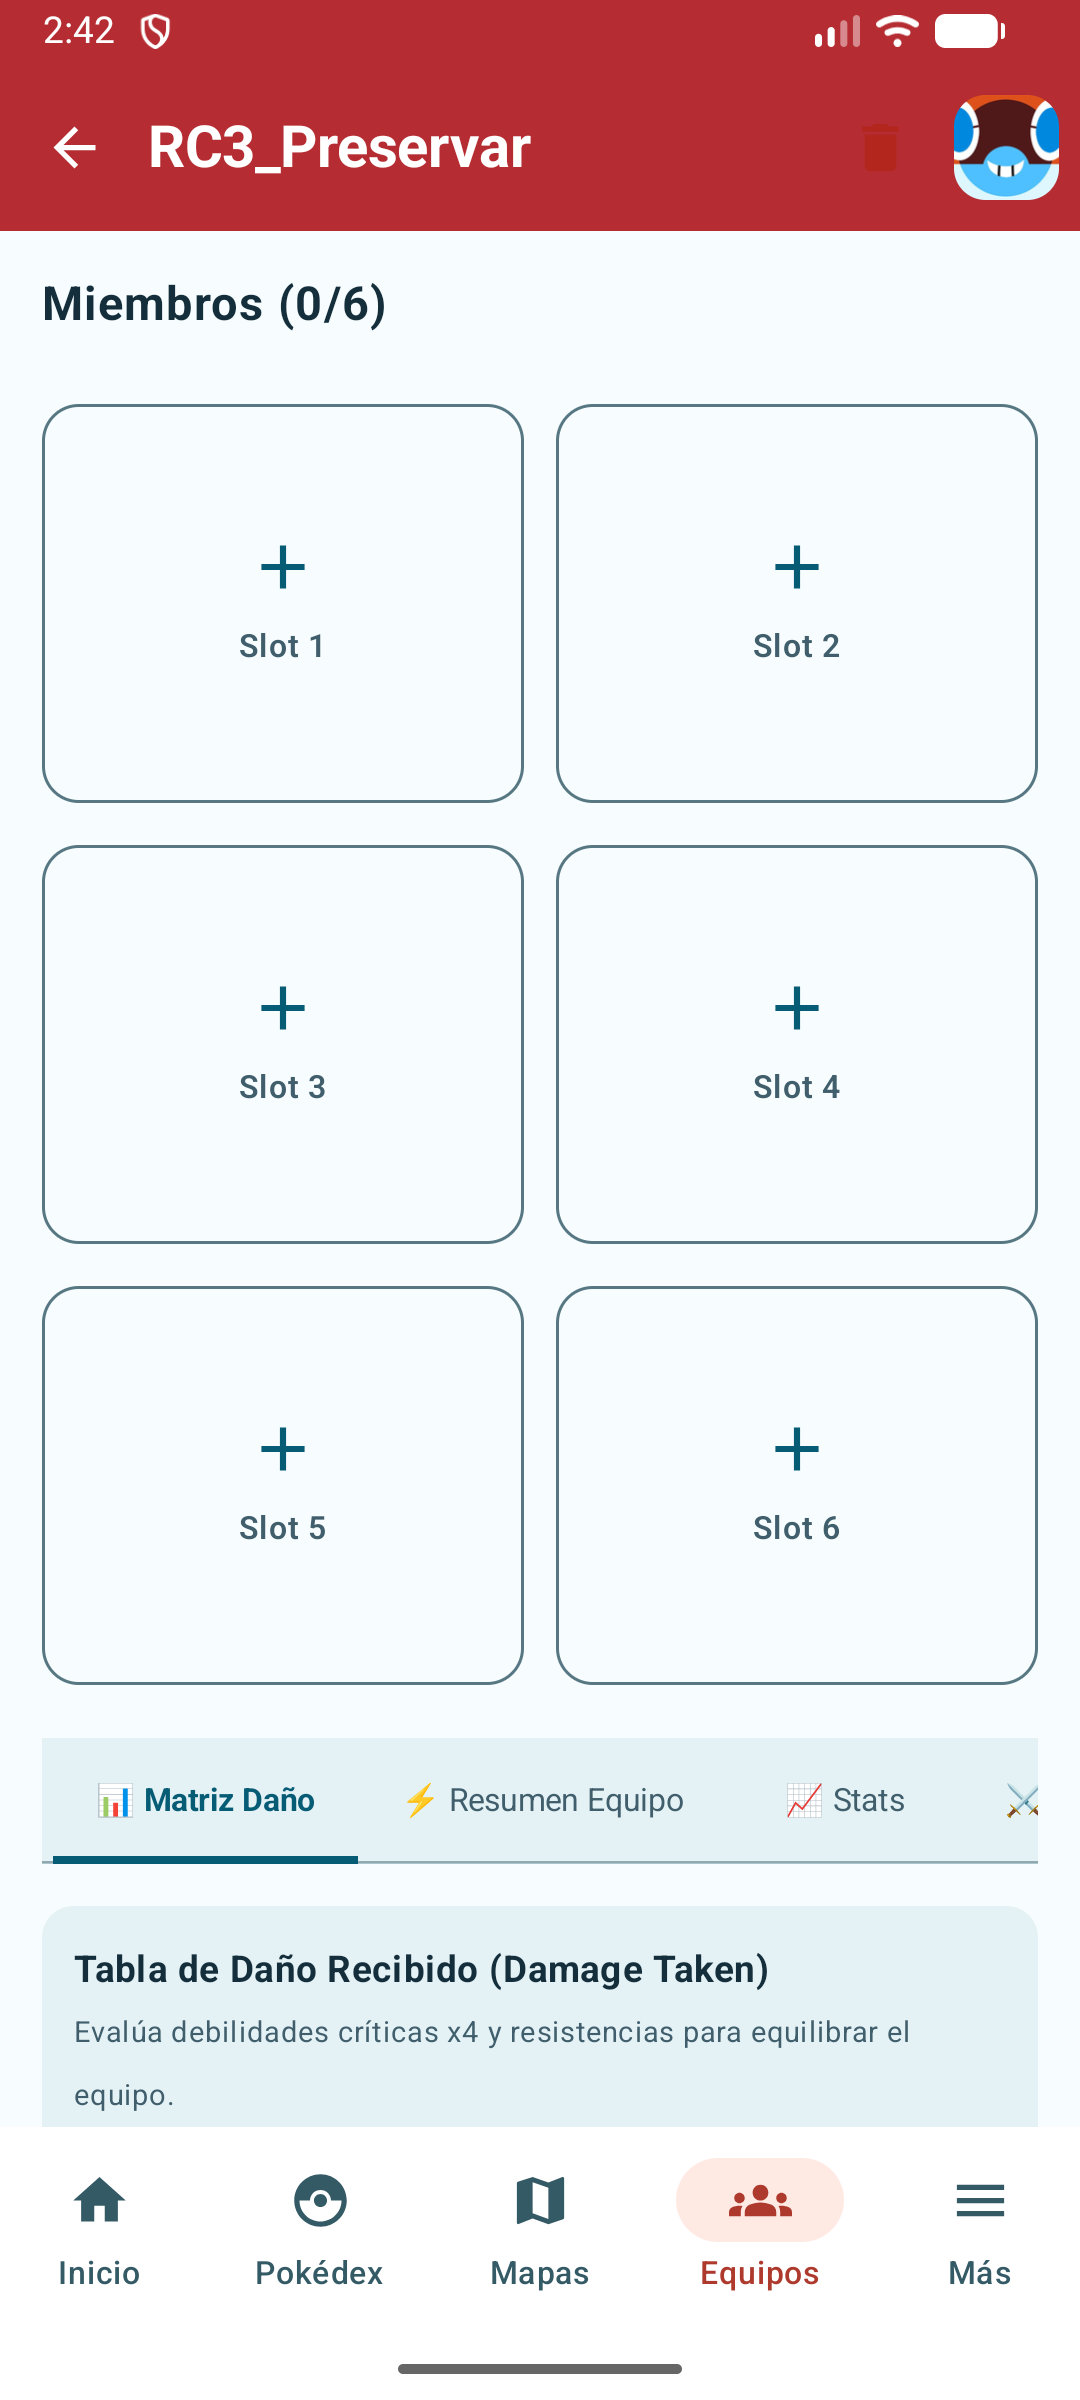 2:42
RC3_Preservar
Miembros (0/6)
Slot 1
Slot 2
Slot 3
Slot 4
Slot 5
Slot 6
Matriz Daño
Resumen Equipo
Stats
Tabla de Daño Recibido (Damage Taken)
Evalúa debilidades críticas x4 y resistencias para equilibrar el
equipo.
Inicio
Pokédex
Mapas
Equipos
Más